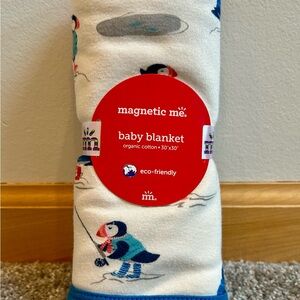 magnetic me.
baby blanket
organic cotton • 30"x30"
eco-friendly
m.